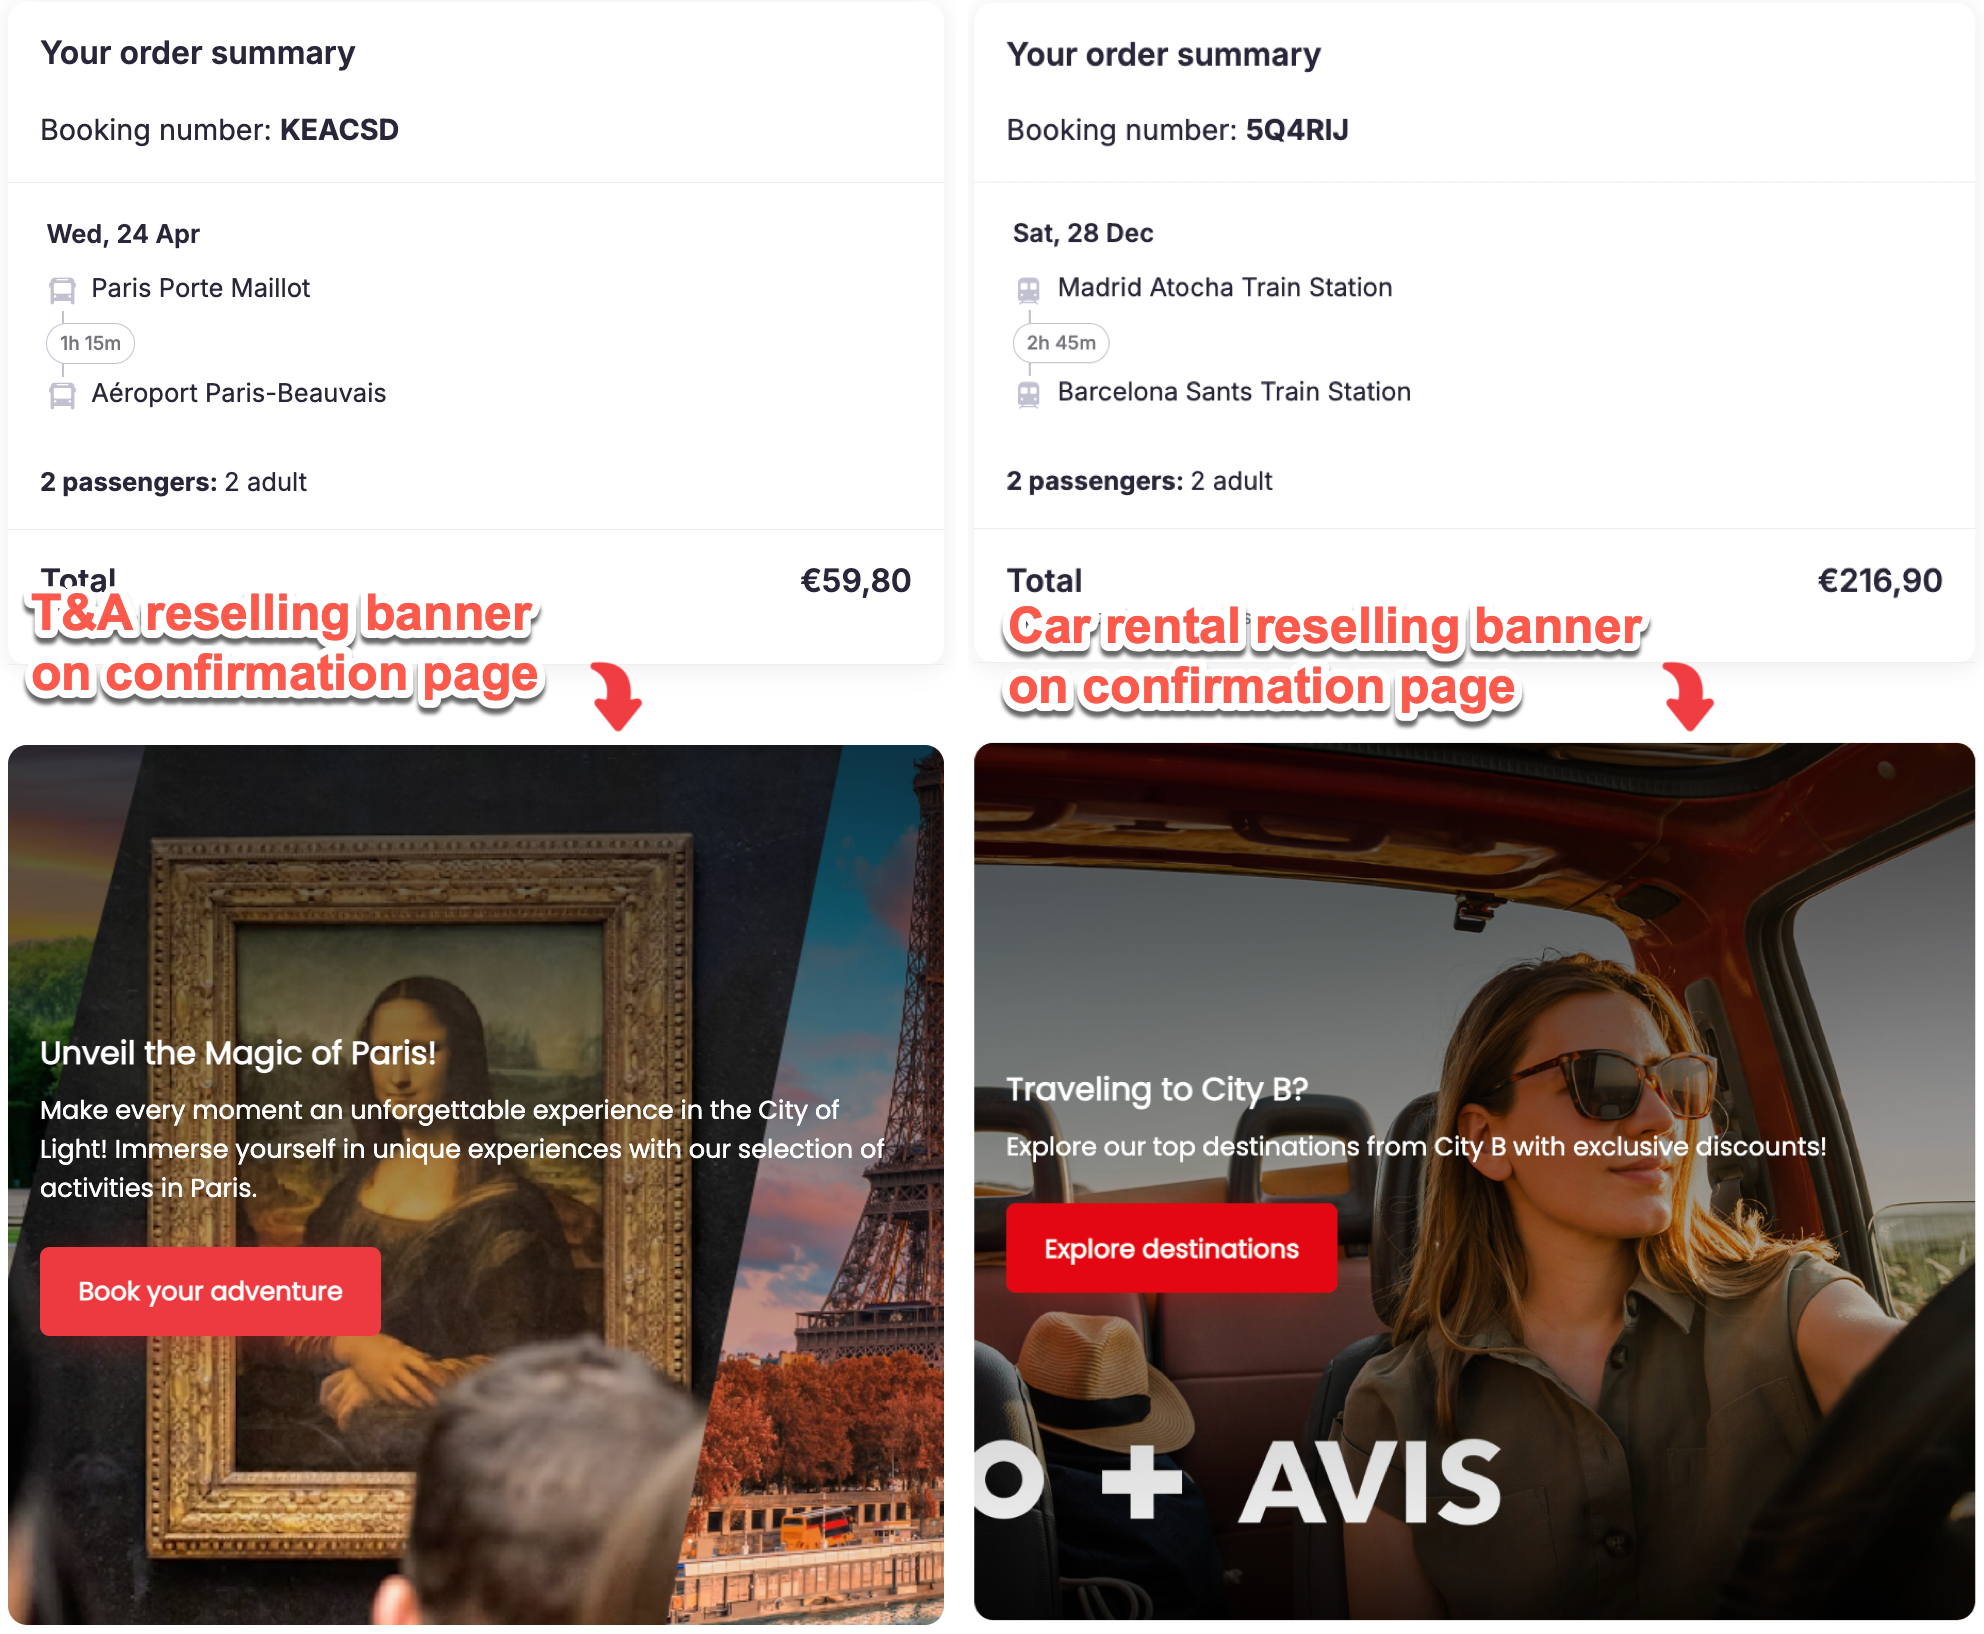 Your order summary
Booking number: KEACSD
Wed, 24 Apr
Paris Porte Maillot
1h 15m
Aéroport Paris-Beauvais
2 passengers: 2 adult
Total €59,80
T&A reselling banner
on confirmation page
Unveil the Magic of Paris!
Make every moment an unforgettable experience in the City of
Light! Immerse yourself in unique experiences with our selection of
activities in Paris.
Book your adventure
Your order summary
Booking number: 5Q4RIJ
Sat, 28 Dec
Madrid Atocha Train Station
2h 45m
Barcelona Sants Train Station
2 passengers: 2 adult
Total €216,90
Car rental reselling banner
on confirmation page
Traveling to City B?
Explore our top destinations from City B with exclusive discounts!
Explore destinations
O + AVIS